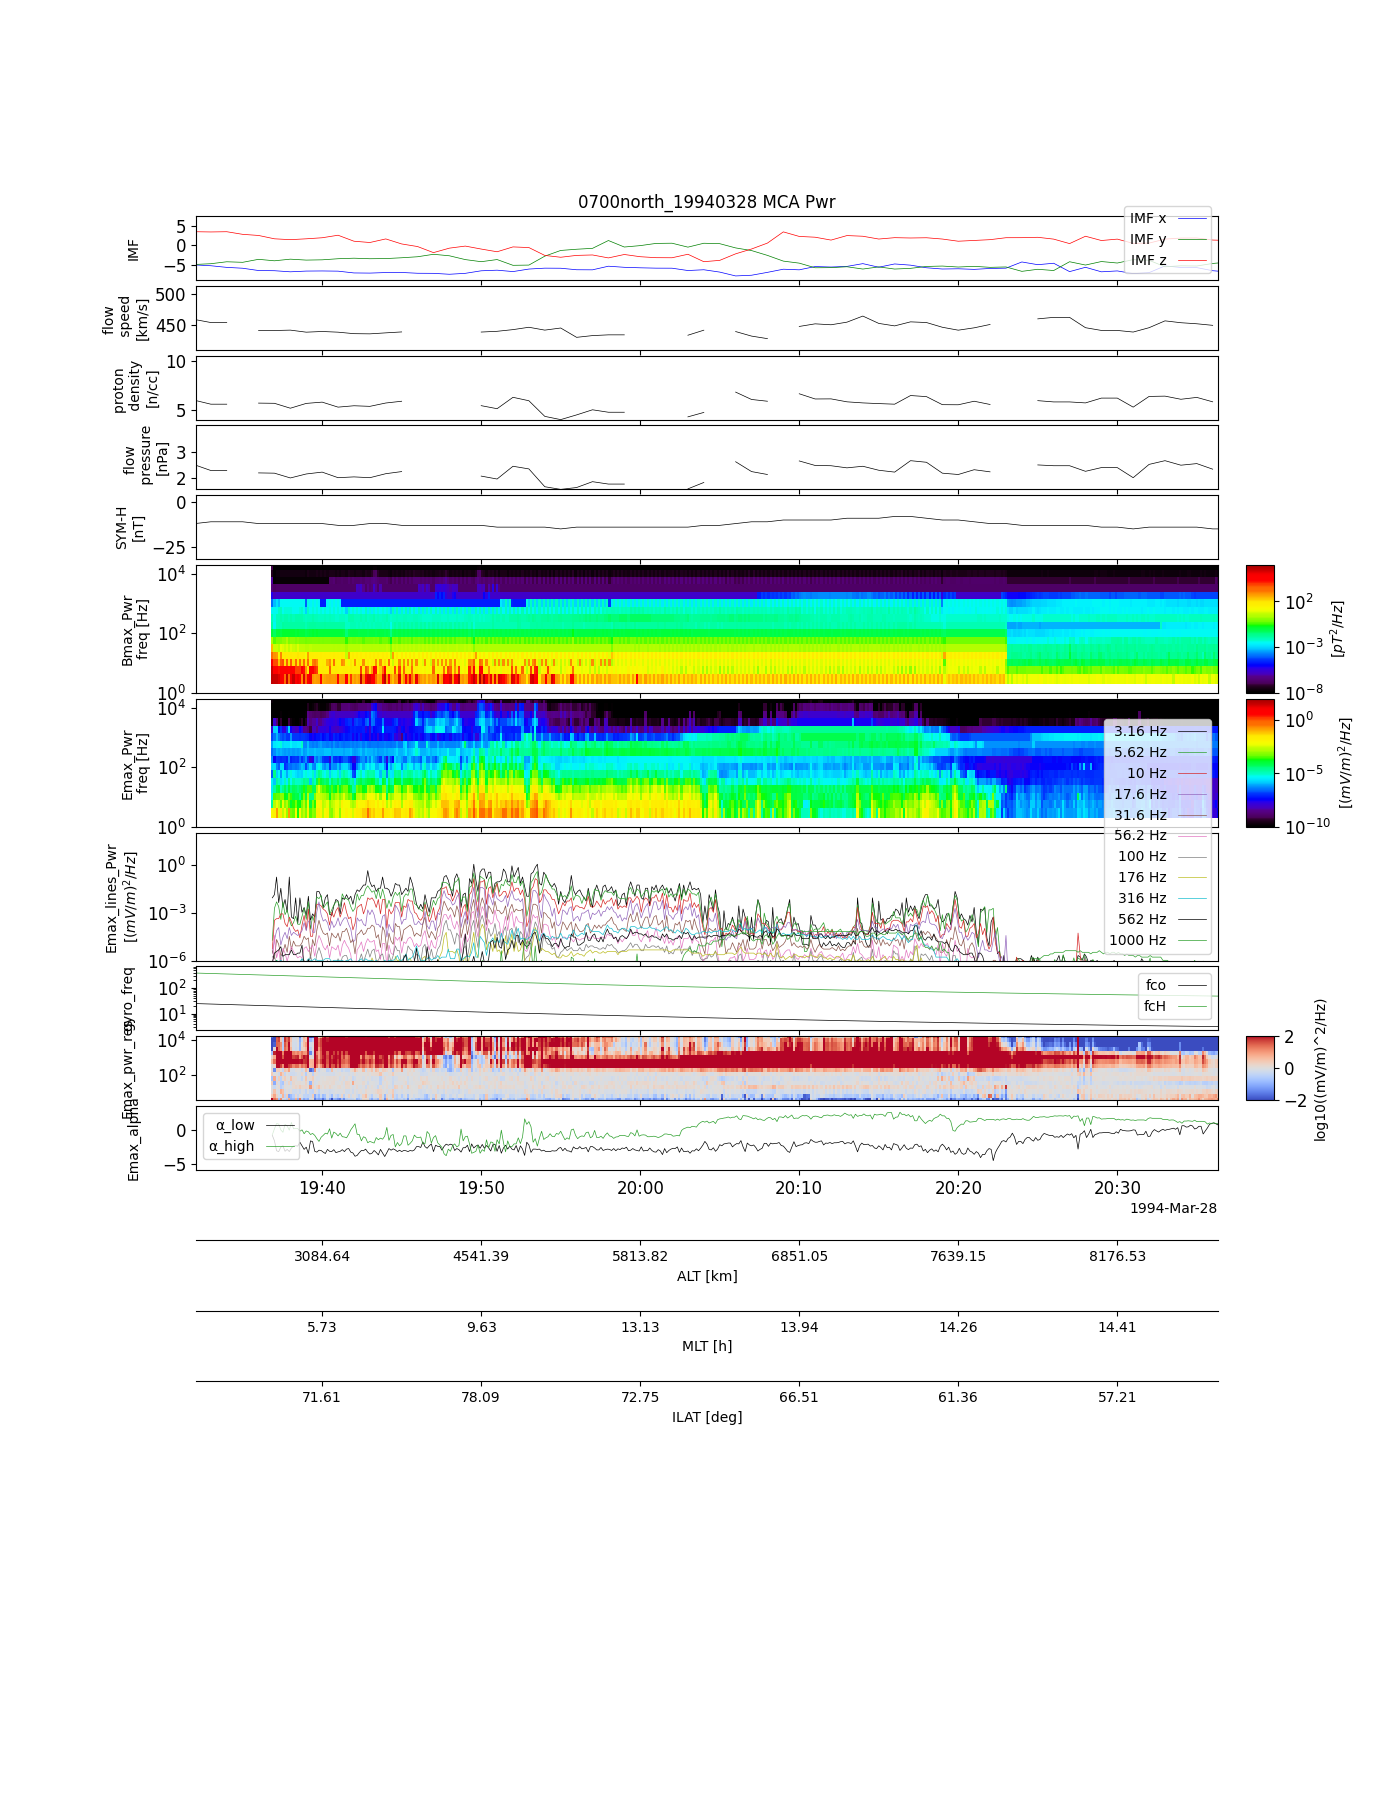 0700north_19940328 MCA Pwr
IMF
5
0
−5
IMF x
IMF y
IMF z
flow
speed
[km/s]
500
450
proton
density
[n/cc]
10
5
flow
pressure
[nPa]
3
2
SYM-H
[nT]
0
−25
Bmax_Pwr
freq [Hz]
10^4
10^2
10^0
10^2
10^−3
10^−8
[pT^2/Hz]
Emax_Pwr
freq [Hz]
10^4
10^2
10^0
10^0
10^−5
10^−10
[(mV/m)^2/Hz]
3.16 Hz
5.62 Hz
10 Hz
17.6 Hz
31.6 Hz
56.2 Hz
100 Hz
176 Hz
316 Hz
562 Hz
1000 Hz
Emax_lines_Pwr
[(mV/m)^2/Hz]
10^0
10^−3
10^−6
gyro_freq
10^2
10^1
fco
fcH
Emax_pwr_req
10^4
10^2
2
0
−2
log10((mV/m)^2/Hz)
Emax_alpha
0
−5
α_low
α_high
19:40 19:50 20:00 20:10 20:20 20:30
1994-Mar-28
3084.64 4541.39 5813.82 6851.05 7639.15 8176.53
ALT [km]
5.73 9.63 13.13 13.94 14.26 14.41
MLT [h]
71.61 78.09 72.75 66.51 61.36 57.21
ILAT [deg]